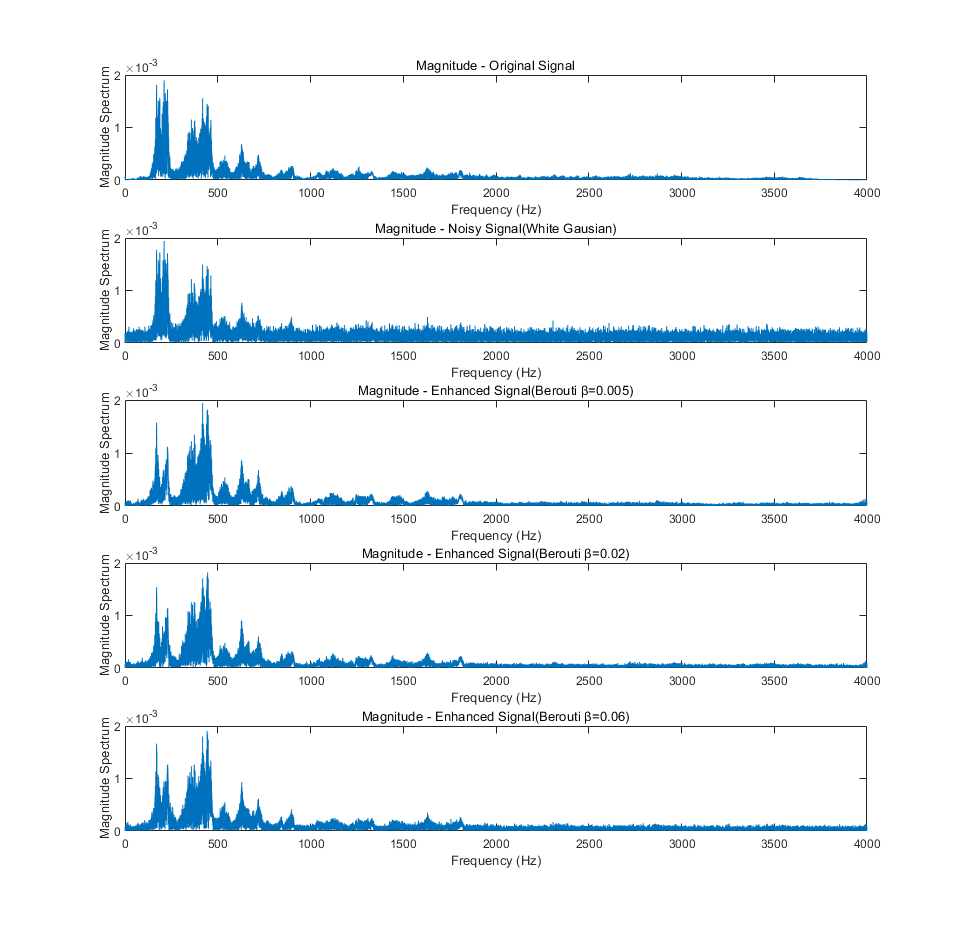 Magnitude - Original Signal
×10-3
Magnitude Spectrum
2
1
0
0 500 1000 1500 2000 2500 3000 3500 4000
Frequency (Hz)
Magnitude - Noisy Signal(White Gausian)
×10-3
Magnitude Spectrum
2
1
0
0 500 1000 1500 2000 2500 3000 3500 4000
Frequency (Hz)
Magnitude - Enhanced Signal(Berouti β=0.005)
×10-3
Magnitude Spectrum
2
1
0
0 500 1000 1500 2000 2500 3000 3500 4000
Frequency (Hz)
Magnitude - Enhanced Signal(Berouti β=0.02)
×10-3
Magnitude Spectrum
2
1
0
0 500 1000 1500 2000 2500 3000 3500 4000
Frequency (Hz)
Magnitude - Enhanced Signal(Berouti β=0.06)
×10-3
Magnitude Spectrum
2
1
0
0 500 1000 1500 2000 2500 3000 3500 4000
Frequency (Hz)